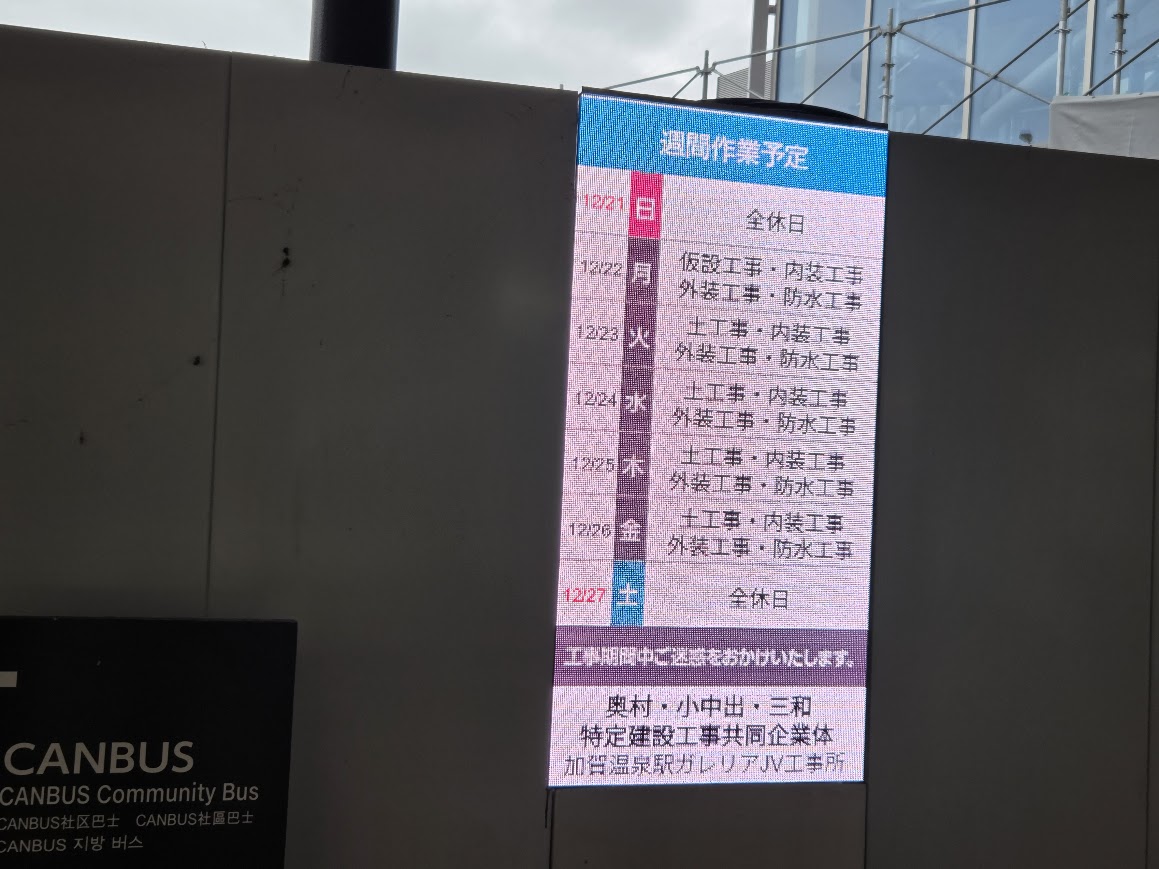 週間作業予定
12/21 日 全休日
12/22 月 仮設工事・内装工事
外装工事・防水工事
12/23 火 土工事・内装工事
外装工事・防水工事
12/24 水 土工事・内装工事
外装工事・防水工事
12/25 木 土工事・内装工事
外装工事・防水工事
12/26 金 土工事・内装工事
外装工事・防水工事
12/27 土 全休日
工事期間中ご迷惑をおかけいたします。
奥村・小中出・三和
特定建設工事共同企業体
加賀温泉駅ガレリアJV工事所
CANBUS
CANBUS Community Bus
CANBUS社区巴士 CANBUS社區巴士
CANBUS 지방 버스